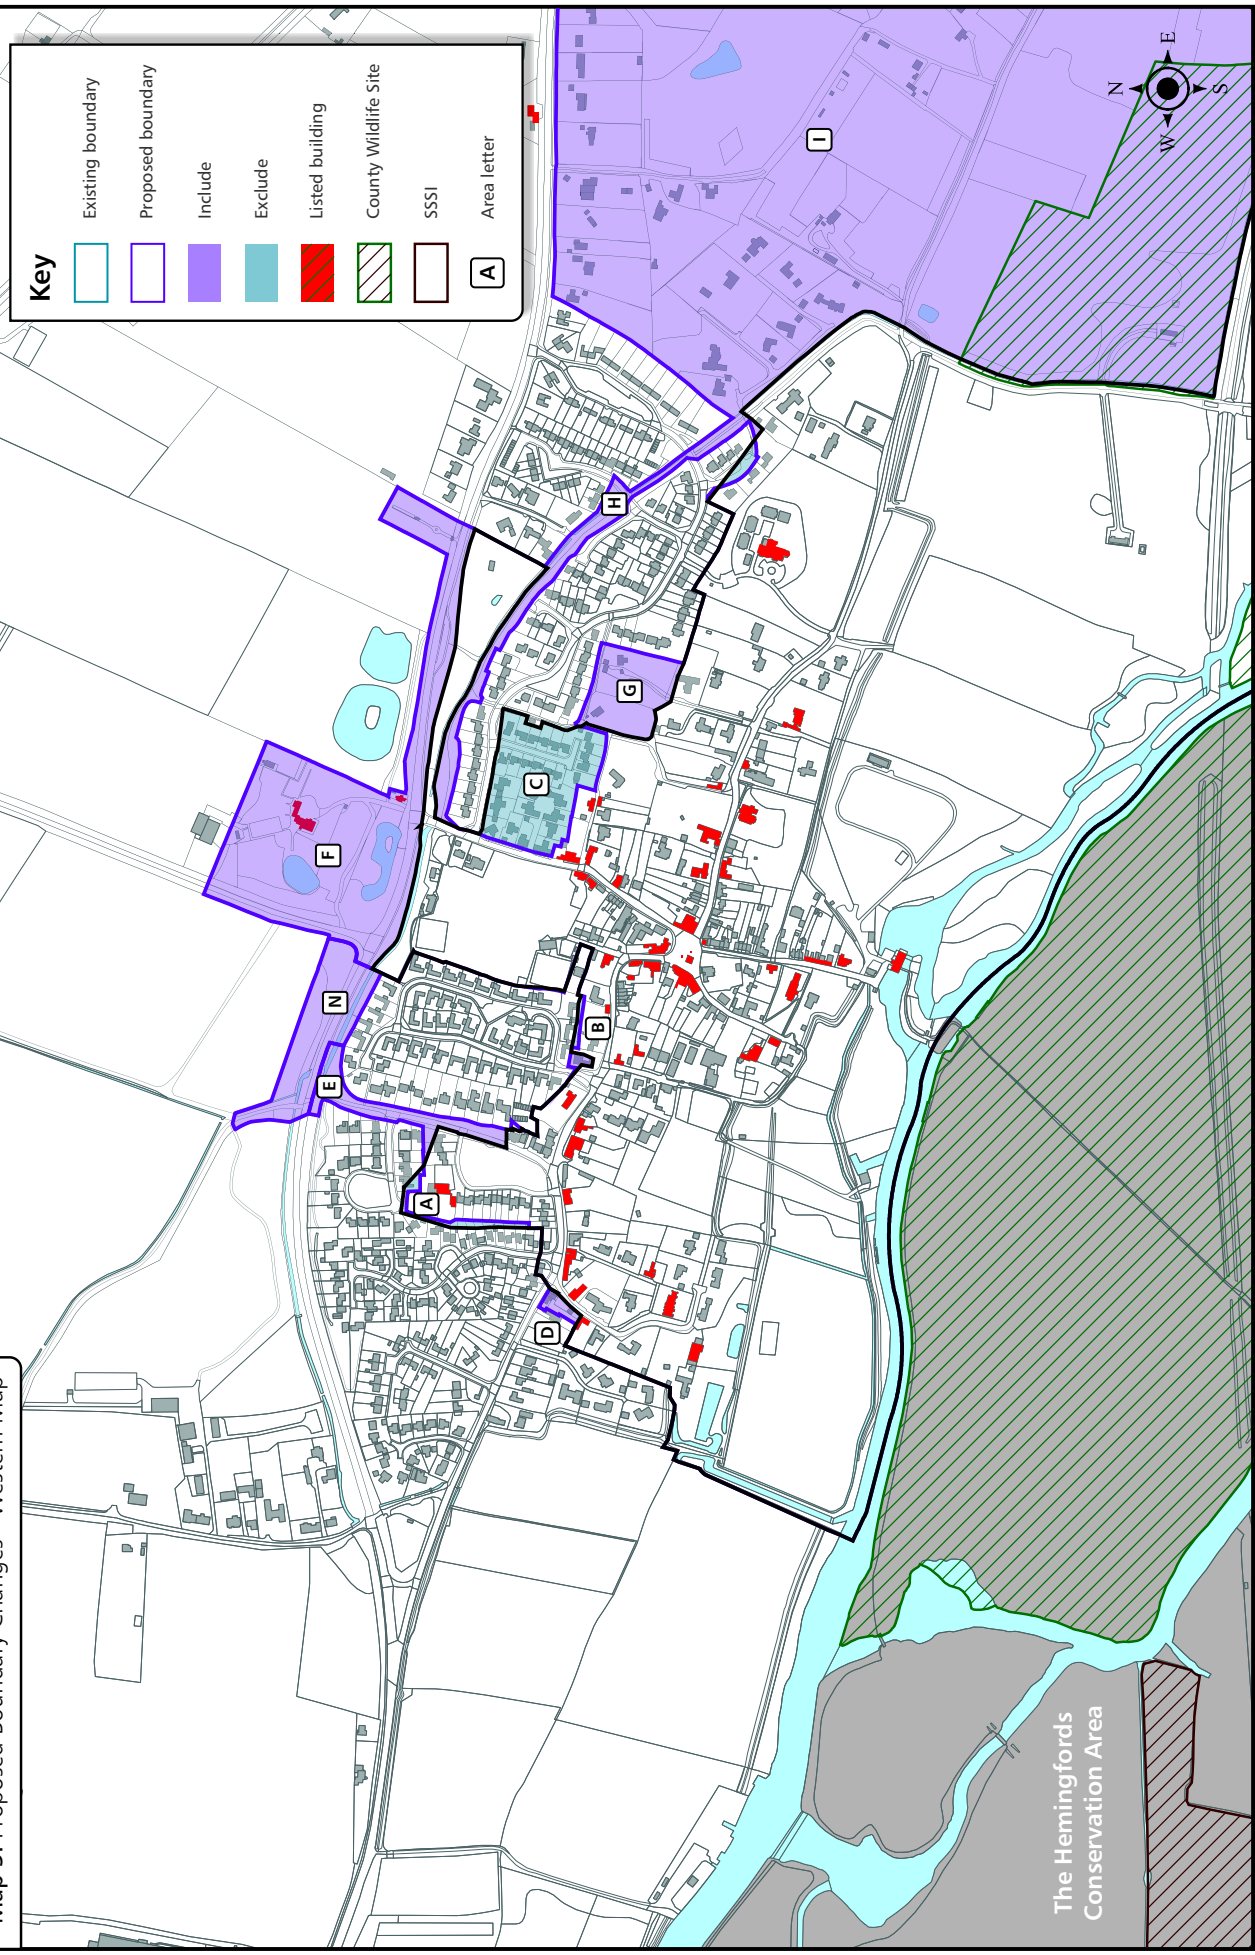 Map Proposed Boundary Changes - Western Map
Key
Existing boundary
Proposed boundary
Include
Exclude
Listed building
County Wildlife Site
SSSI
A Area letter
N
W E
S
I
H
G
C
F
N
E
B
A
D
The Hemingfords
Conservation Area